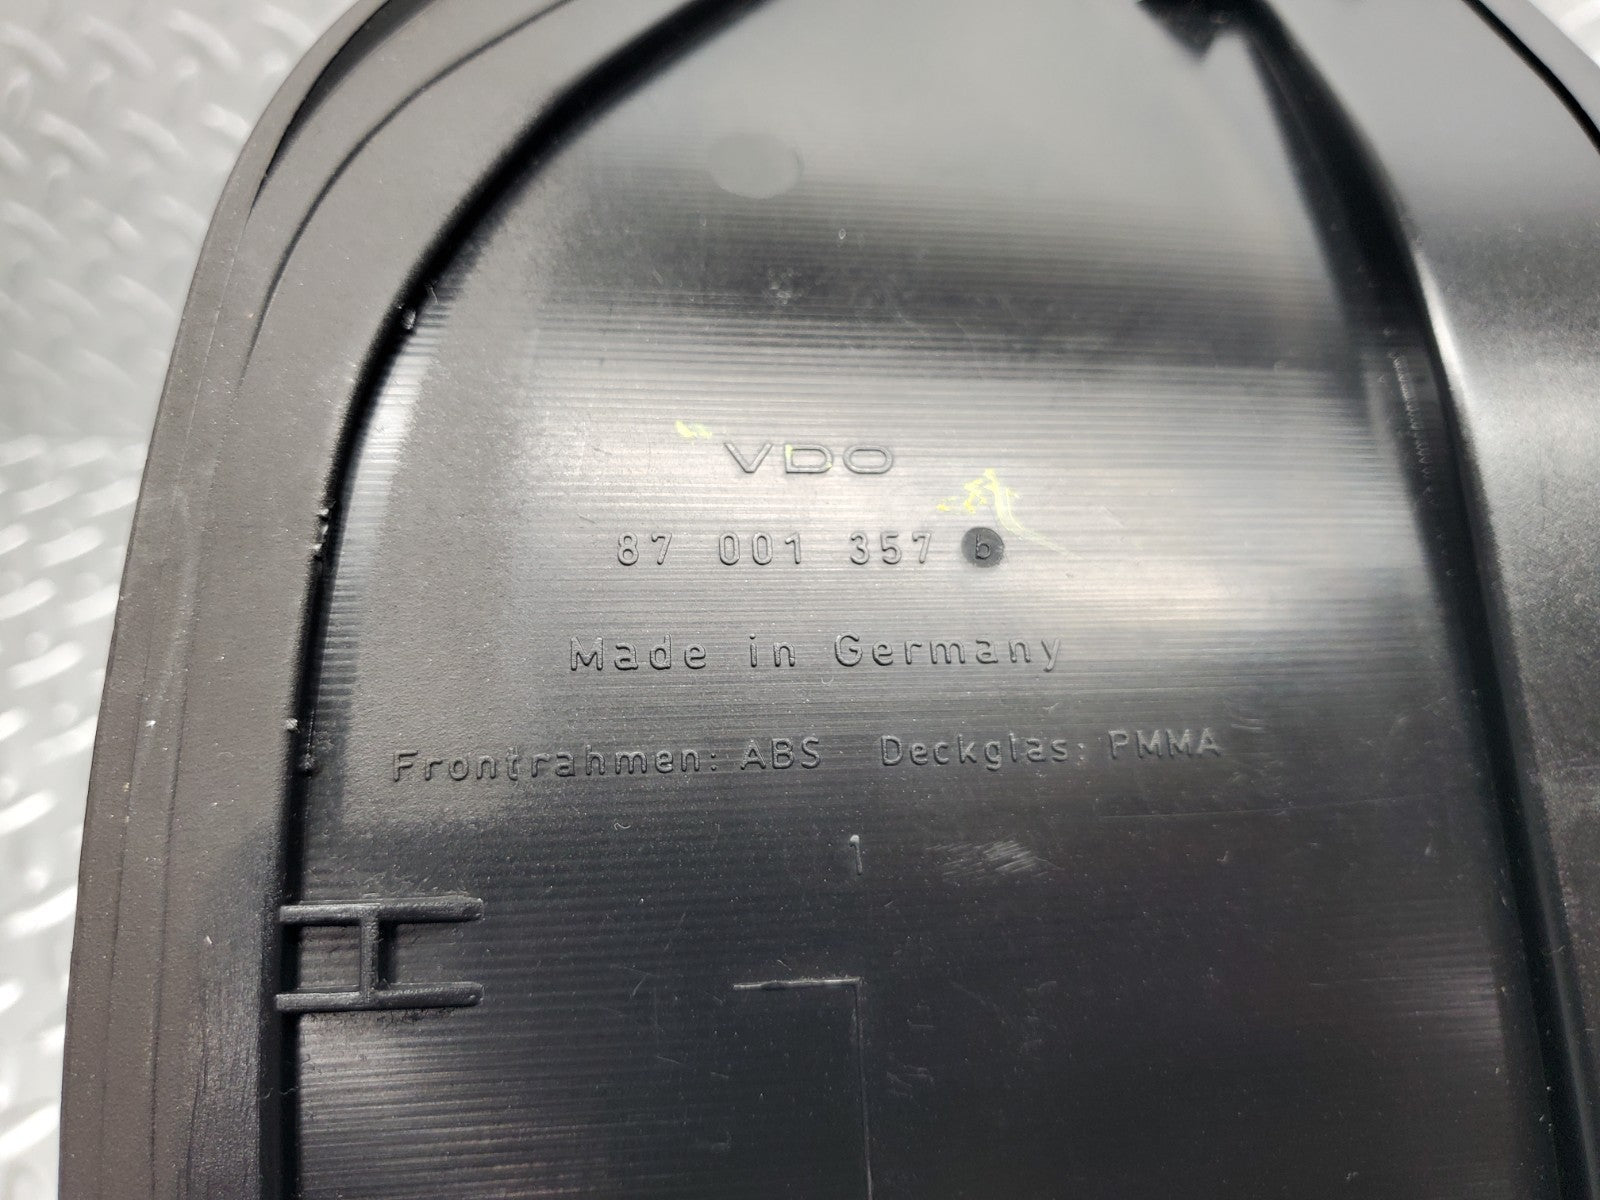 VDO
87 001 357 b
Made in Germany
Frontrahmen: ABS Deckglas: PMMA
1